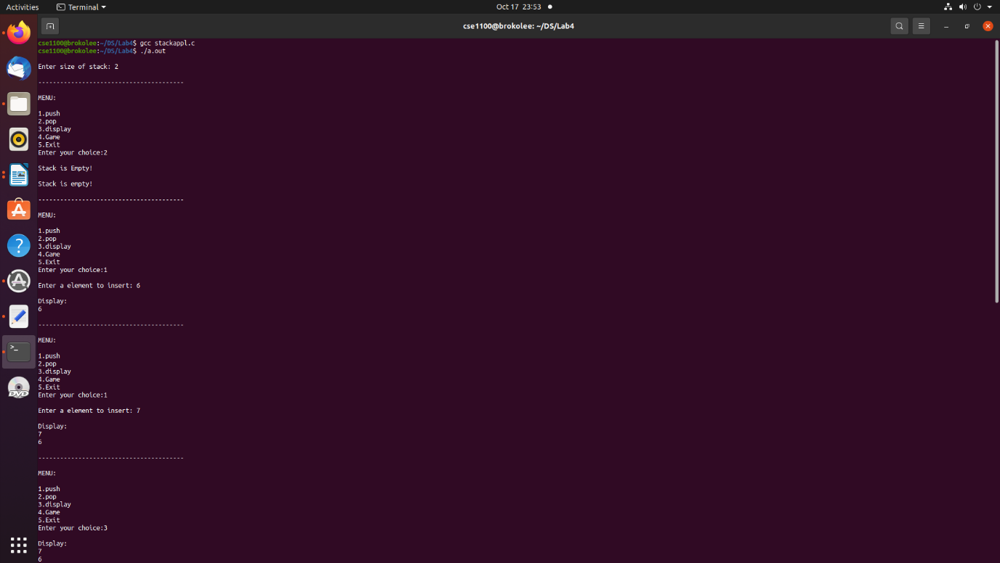 Activities Terminal Oct 17 23:53
cse1100@brokolee: ~/DS/Lab4
cse1100@brokolee:~/DS/Lab4$ gcc stackappl.c
cse1100@brokolee:~/DS/Lab4$ ./a.out
Enter size of stack: 2
----------------------------------------
MENU:
1.push
2.pop
3.display
4.Game
5.Exit
Enter your choice:2
Stack is Empty!
Stack is empty!
----------------------------------------
MENU:
1.push
2.pop
3.display
4.Game
5.Exit
Enter your choice:1
Enter a element to insert: 6
Display:
6
----------------------------------------
MENU:
1.push
2.pop
3.display
4.Game
5.Exit
Enter your choice:1
Enter a element to insert: 7
Display:
7
6
----------------------------------------
MENU:
1.push
2.pop
3.display
4.Game
5.Exit
Enter your choice:3
Display:
7
6
DVD